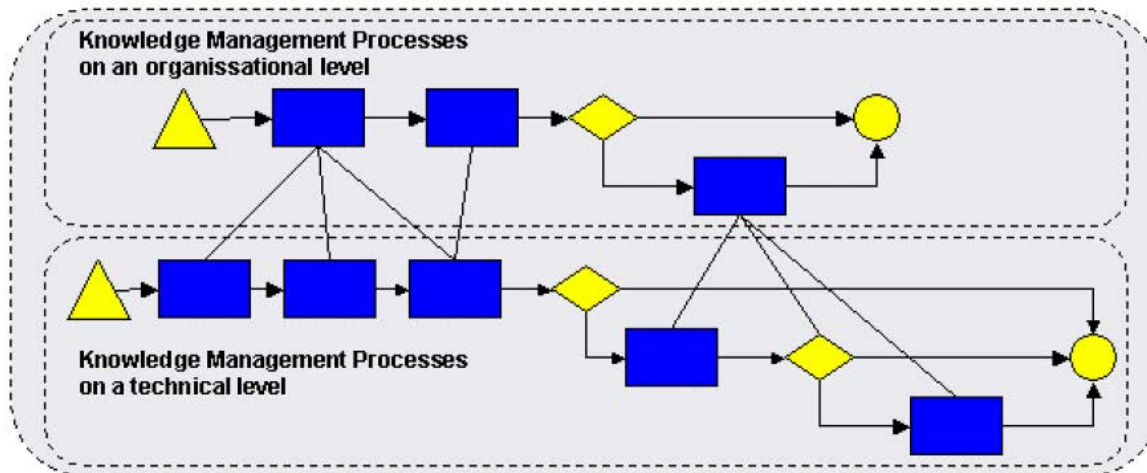 Knowledge Management Processes
on an organissational level
Knowledge Management Processes
on a technical level